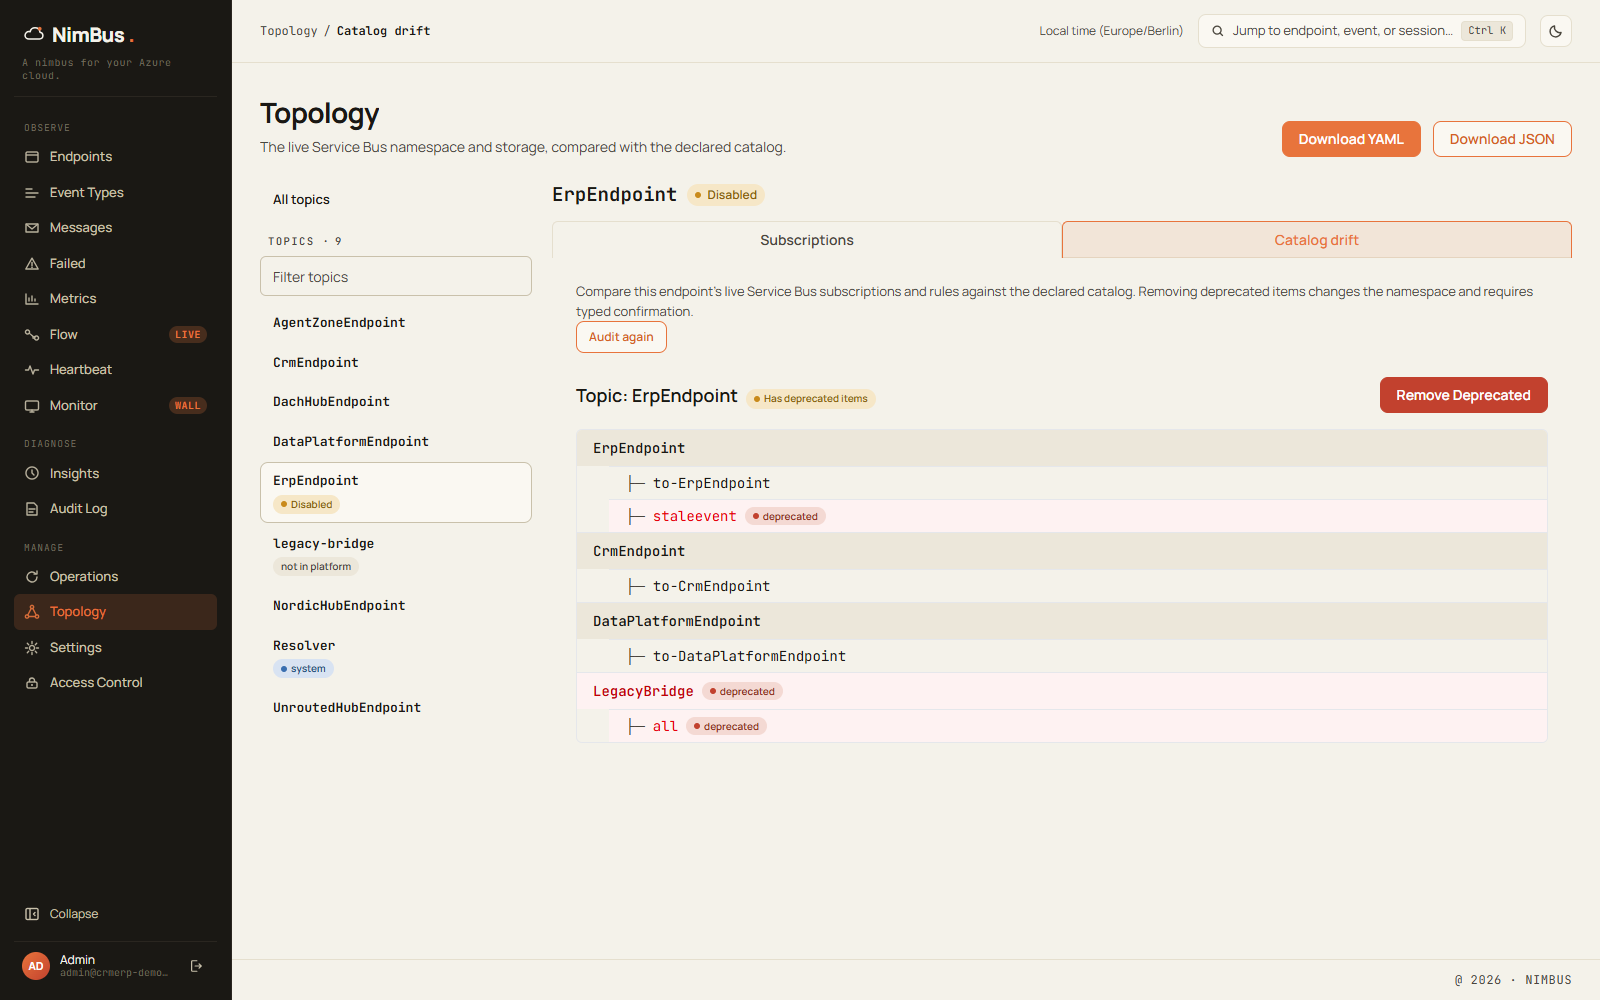 NimBus.
A nimbus for your Azure
cloud.
OBSERVE
Endpoints
Event Types
Messages
Failed
Metrics
Flow LIVE
Heartbeat
Monitor WALL
DIAGNOSE
Insights
Audit Log
MANAGE
Operations
Topology
Settings
Access Control
Collapse
AD
Admin
admin@crmerp-demo…
Topology / Catalog drift
Local time (Europe/Berlin)
Jump to endpoint, event, or session... Ctrl K
Topology
The live Service Bus namespace and storage, compared with the declared catalog.
Download YAML
Download JSON
All topics
TOPICS · 9
Filter topics
AgentZoneEndpoint
CrmEndpoint
DachHubEndpoint
DataPlatformEndpoint
ErpEndpoint
Disabled
legacy-bridge
not in platform
NordicHubEndpoint
Resolver
system
UnroutedHubEndpoint
ErpEndpoint Disabled
Subscriptions
Catalog drift
Compare this endpoint's live Service Bus subscriptions and rules against the declared catalog. Removing deprecated items changes the namespace and requires
typed confirmation.
Audit again
Topic: ErpEndpoint Has deprecated items
Remove Deprecated
ErpEndpoint
├─ to-ErpEndpoint
├─ staleevent deprecated
CrmEndpoint
├─ to-CrmEndpoint
DataPlatformEndpoint
├─ to-DataPlatformEndpoint
LegacyBridge deprecated
├─ all deprecated
@ 2026 · NIMBUS